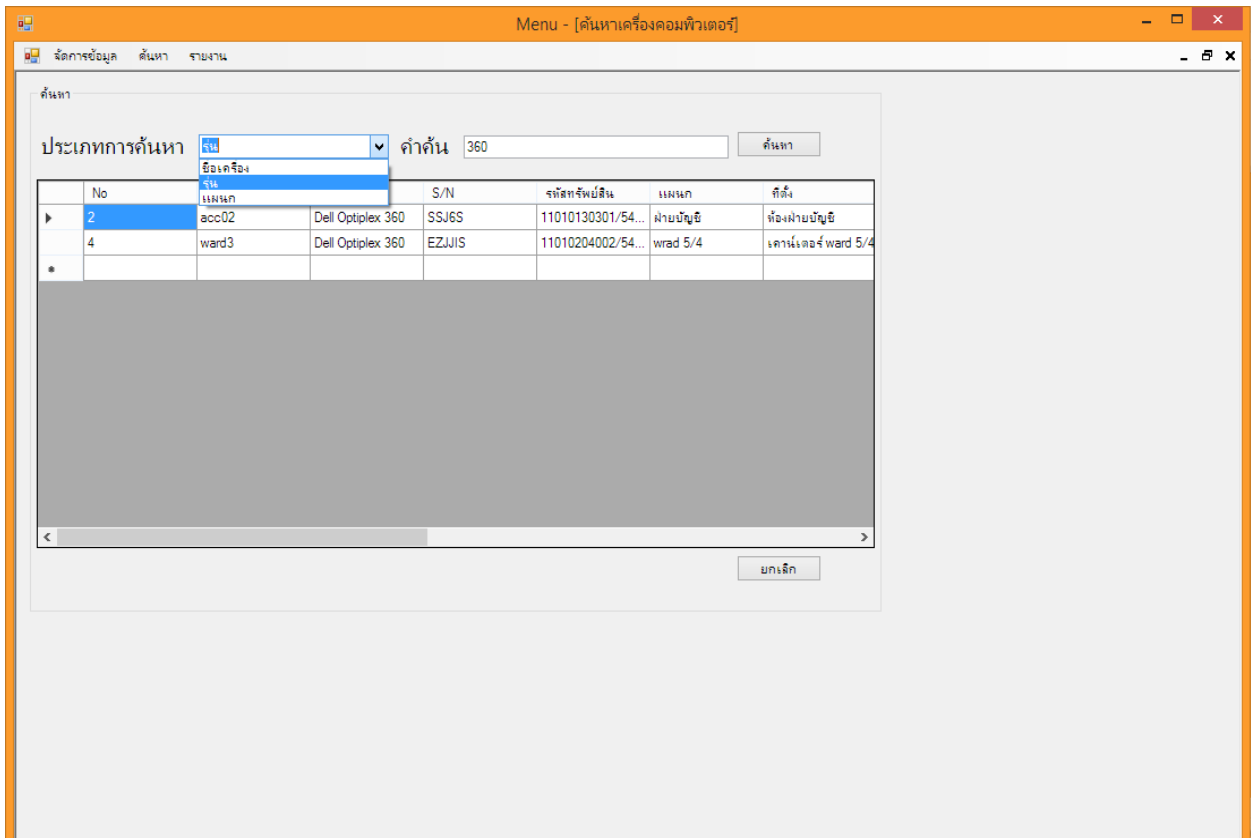 Menu - [ค้นหาเครื่องคอมพิวเตอร์]
จัดการข้อมูล ค้นหา รายงาน
ค้นหา
ประเภทการค้นหา รุ่น คำค้น 360 ค้นหา
ชื่อเครื่อง
รุ่น
แผนก
No S/N รหัสทรัพย์สิน แผนก ที่ตั้ง
2 acc02 Dell Optiplex 360 SSJ6S 11010130301/54... ฝ่ายบัญชี ห้องฝ่ายบัญชี
4 ward3 Dell Optiplex 360 EZJJIS 11010204002/54... wrad 5/4 เคาน์เตอร์ ward 5/4
ยกเลิก